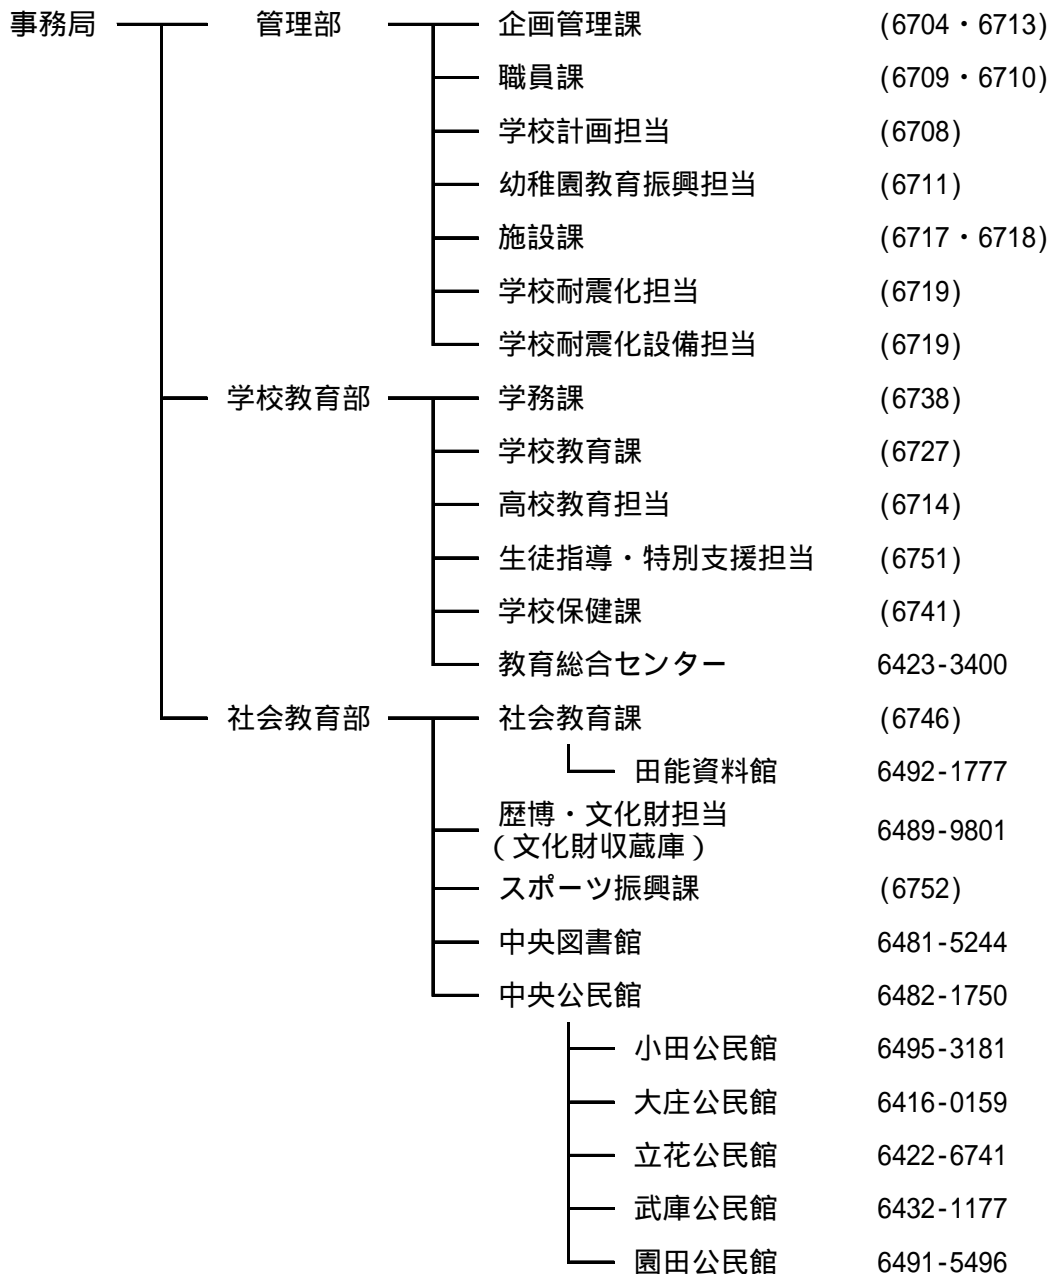 事務局 管理部 企画管理課 (6704・6713)
職員課 (6709・6710)
学校計画担当 (6708)
幼稚園教育振興担当 (6711)
施設課 (6717・6718)
学校耐震化担当 (6719)
学校耐震化設備担当 (6719)
学校教育部 学務課 (6738)
学校教育課 (6727)
高校教育担当 (6714)
生徒指導・特別支援担当 (6751)
学校保健課 (6741)
教育総合センター 6423-3400
社会教育部 社会教育課 (6746)
田能資料館 6492-1777
歴博・文化財担当
(文化財収蔵庫) 6489-9801
スポーツ振興課 (6752)
中央図書館 6481-5244
中央公民館 6482-1750
小田公民館 6495-3181
大庄公民館 6416-0159
立花公民館 6422-6741
武庫公民館 6432-1177
園田公民館 6491-5496